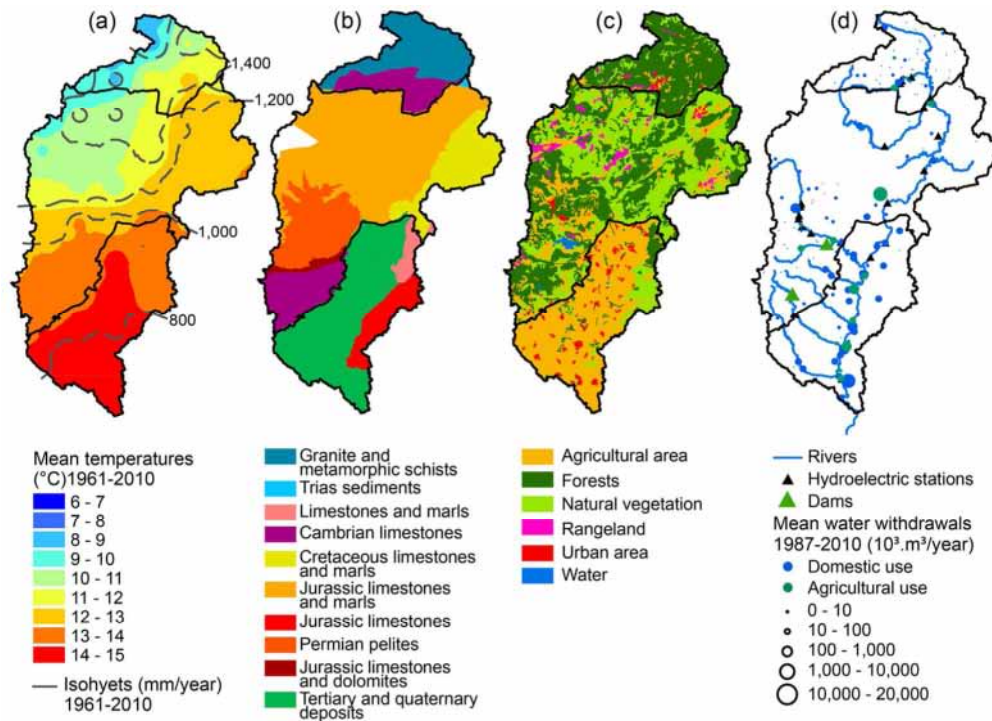 (a)
(b)
(c)
(d)
1,400
1,200
1,000
800
Mean temperatures
(°C)1961-2010
6 - 7
7 - 8
8 - 9
9 - 10
10 - 11
11 - 12
12 - 13
13 - 14
14 - 15
Isohyets (mm/year)
1961-2010
Granite and
metamorphic schists
Trias sediments
Limestones and marls
Cambrian limestones
Cretaceous limestones
and marls
Jurassic limestones
and marls
Jurassic limestones
Permian pelites
Jurassic limestones
and dolomites
Tertiary and quaternary
deposits
Agricultural area
Forests
Natural vegetation
Rangeland
Urban area
Water
Rivers
Hydroelectric stations
Dams
Mean water withdrawals
1987-2010 (10³.m³/year)
Domestic use
Agricultural use
0 - 10
10 - 100
100 - 1,000
1,000 - 10,000
10,000 - 20,000